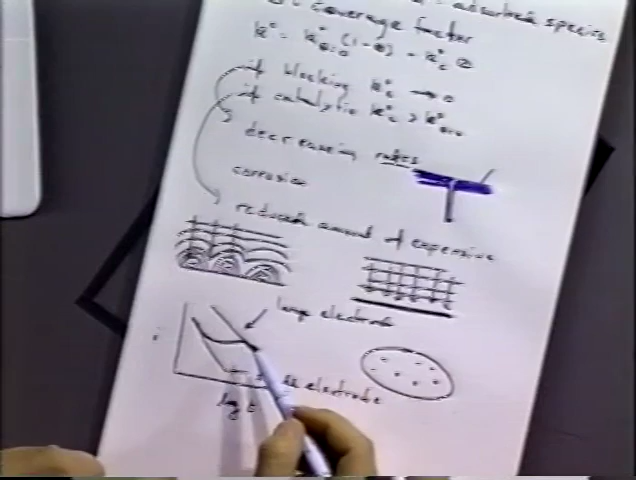 adsorbed species
coverage factor
k° = k°θ=0 (1-θ) + k°c θ
if blocking k°c → 0
if catalytic k°c > k°θ=0
decreasing rates
corrosion
reduced amount of expensive
large electrode
i
electrode
log t